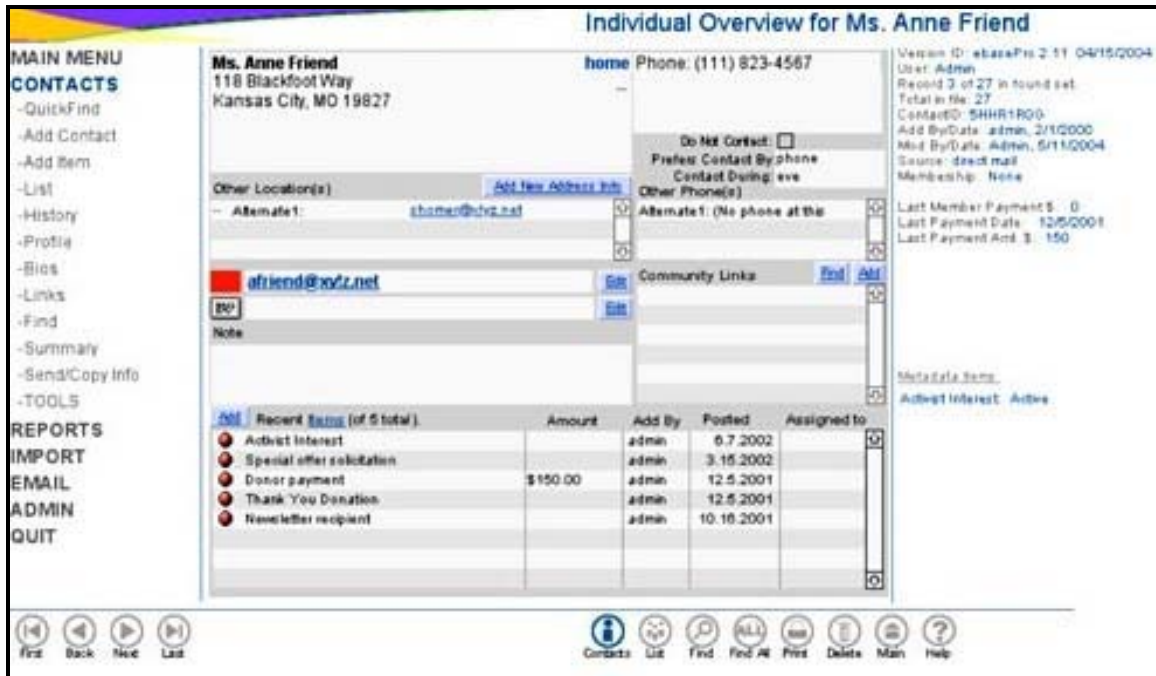 Individual Overview for Ms. Anne Friend
MAIN MENU
CONTACTS
-QuickFind
-Add Contact
-Add Item
-List
-History
-Profile
-Bios
-Links
-Find
-Summary
-Send/Copy Info
-TOOLS
REPORTS
IMPORT
EMAIL
ADMIN
QUIT
Ms. Anne Friend
118 Blackfoot Way
Kansas City, MO 19827
home Phone: (111) 823-4567
--
Do Not Contact:
Prefers Contact By: phone
Contact During: eve
Other Location(s) Add New Address Info
-- Alternate1:
Other Phone(s)
Alternate1: (No phone at this
Edit
Edit
Note
Community Links Find Add
Add Recent Items (of 5 total). Amount Add By Posted Assigned to
Activist Interest admin 6.7.2002
Special offer solicitation admin 3.15.2002
Donor payment $150.00 admin 12.5.2001
Thank You Donation admin 12.5.2001
Newsletter recipient admin 10.16.2001
Version ID: ebasePro 2.11 04/15/2004
User: Admin
Record 3 of 27 in found set.
Total in file: 27
ContactID:
Add By/Date: admin, 2/1/2000
Mod By/Date: Admin, 5/11/2004
Source: direct mail
Membership: None
Last Member Payment $: 0
Last Payment Date: 12/5/2001
Last Payment Amt $: 150
Metadata Items
Activist Interest: Active
First Back Next Last
Contacts List Find Find All Print Delete Main Help
ALL
?